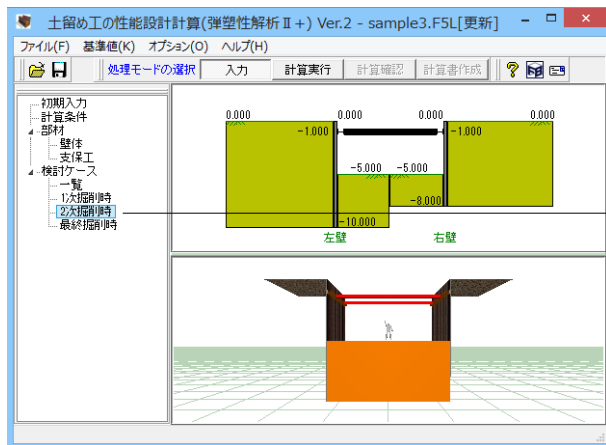 土留め工の性能設計計算(弾塑性解析Ⅱ+) Ver.2 - sample3.F5L[更新]
ファイル(F) 基準値(K) オプション(O) ヘルプ(H)
処理モードの選択 入力 計算実行 計算確認 計算書作成
初期入力
計算条件
部材
壁体
支保工
検討ケース
一覧
1次掘削時
2次掘削時
最終掘削時
0.000 0.000 0.000 0.000
-1.000 -1.000
-5.000 -5.000
-8.000
-10.000
左壁 右壁